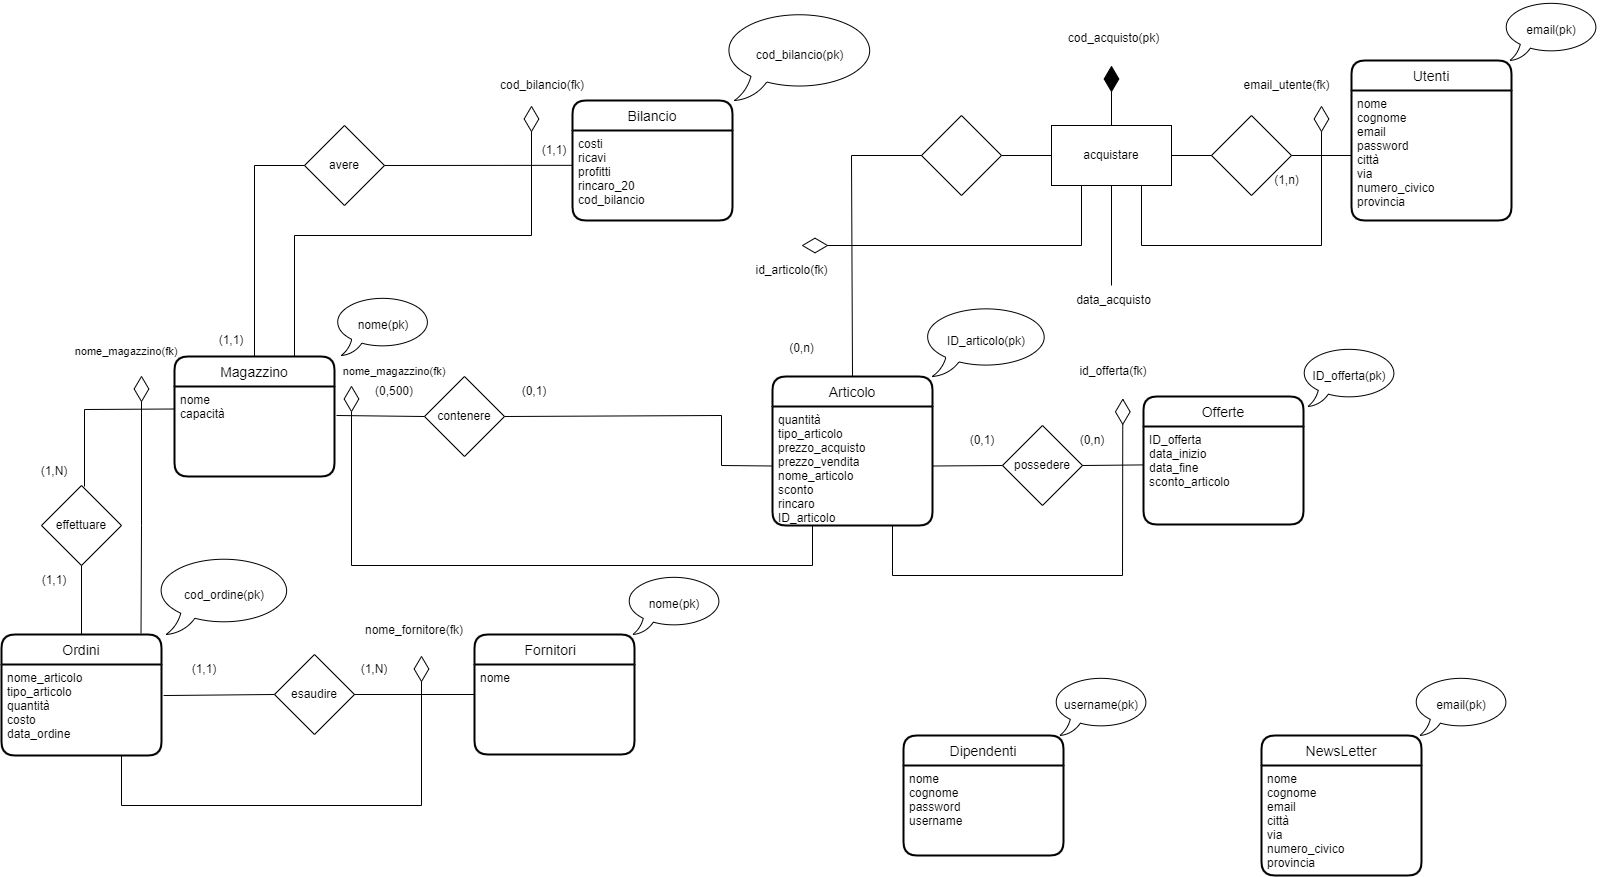 cod_bilancio(pk)
cod_bilancio(fk)
Bilancio
costi
ricavi
profitti
rincaro_20
cod_bilancio
avere
(1,1)
(1,1)
cod_acquisto(pk)
acquistare
id_articolo(fk)
data_acquisto
email_utente(fk)
(1,n)
email(pk)
Utenti
nome
cognome
email
password
città
via
numero_civico
provincia
nome(pk)
nome_magazzino(fk)
Magazzino
nome
capacità
nome_magazzino(fk)
(0,500)
contenere
(0,1)
(0,n)
ID_articolo(pk)
Articolo
quantità
tipo_articolo
prezzo_acquisto
prezzo_vendita
nome_articolo
sconto
rincaro
ID_articolo
(0,1)
possedere
(0,n)
id_offerta(fk)
ID_offerta(pk)
Offerte
ID_offerta
data_inizio
data_fine
sconto_articolo
(1,N)
effettuare
(1,1)
cod_ordine(pk)
Ordini
nome_articolo
tipo_articolo
quantità
costo
data_ordine
(1,1)
esaudire
(1,N)
nome_fornitore(fk)
nome(pk)
Fornitori
nome
username(pk)
Dipendenti
nome
cognome
password
username
email(pk)
NewsLetter
nome
cognome
email
città
via
numero_civico
provincia